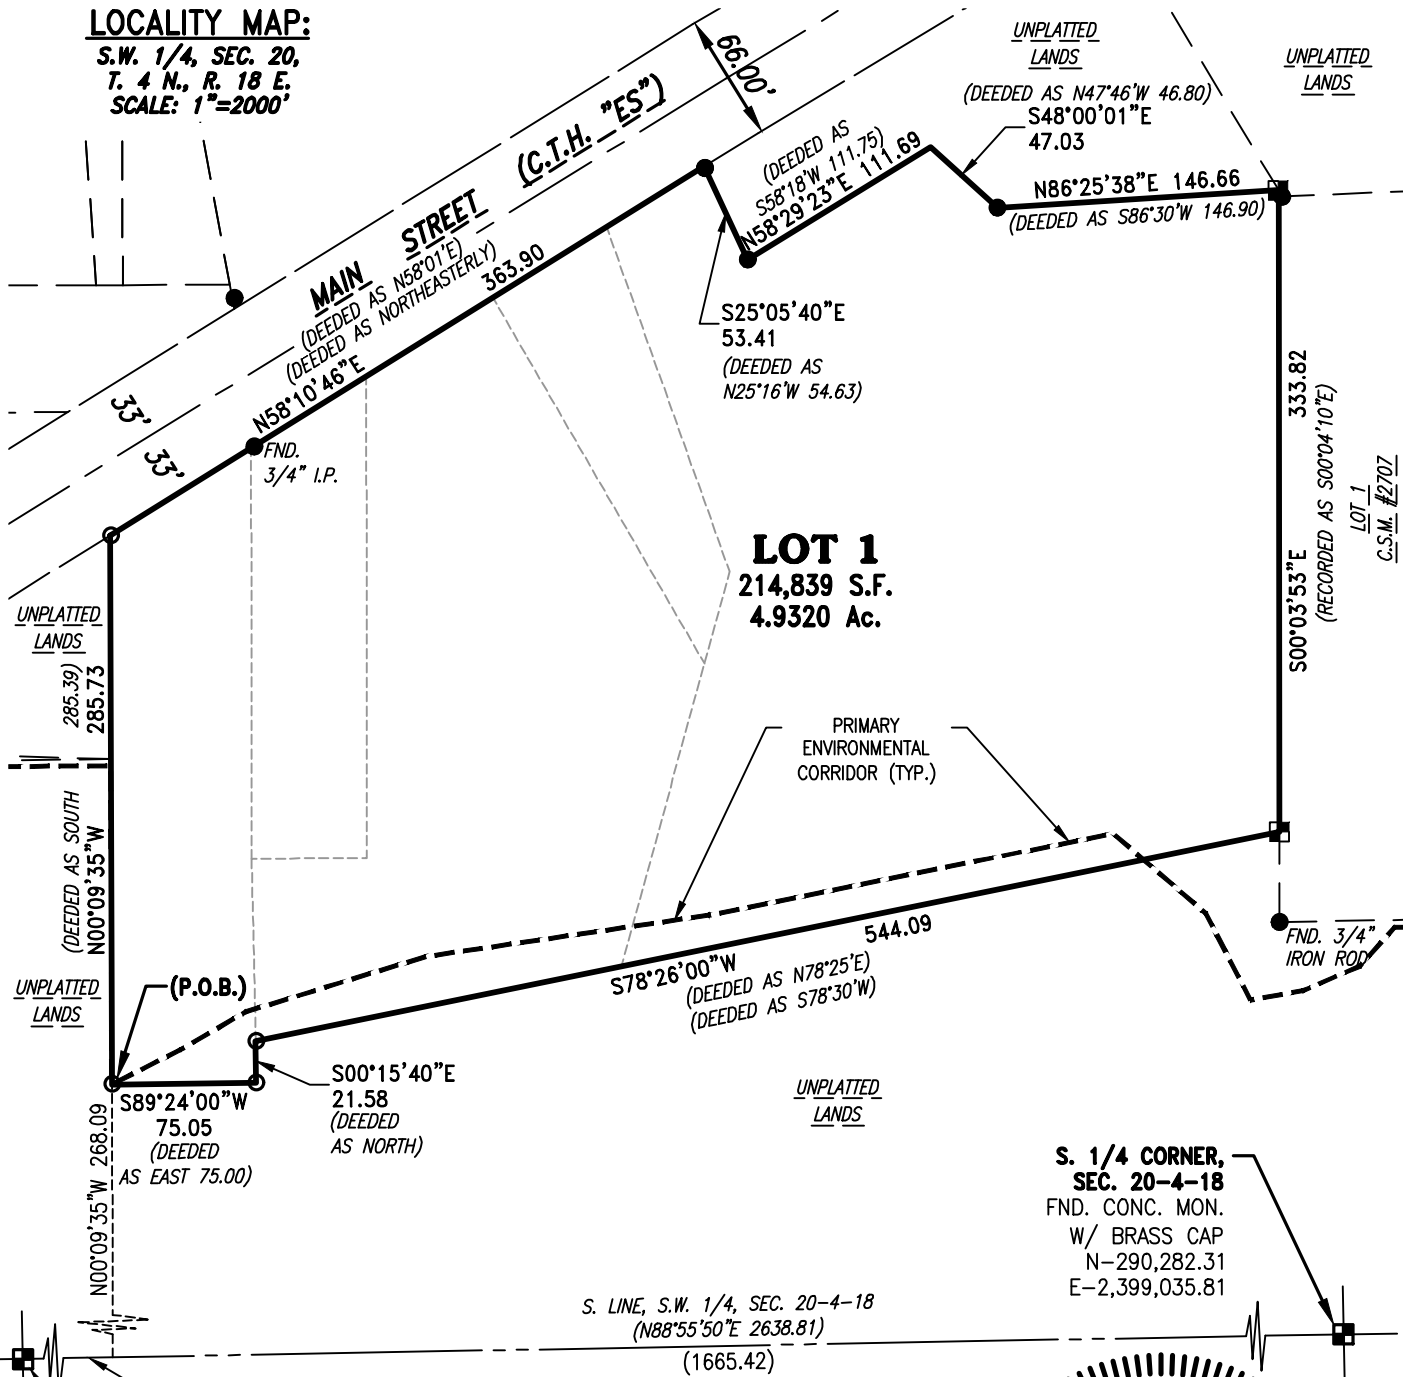 LOCALITY MAP:
S.W. 1/4, SEC. 20,
T. 4 N., R. 18 E.
SCALE: 1"=2000'
66.00'
UNPLATTED
LANDS
UNPLATTED
LANDS
(DEEDED AS N47°46'W 46.80)
S48°00'01"E
47.03
(DEEDED AS
S58°18'W 111.75)
N58°29'23"E 111.69
N86°25'38"E 146.66
(DEEDED AS S86°30'W 146.90)
MAIN STREET (C.T.H. "ES")
(DEEDED AS N58°01'E)
(DEEDED AS NORTHEASTERLY)
N58°10'46"E 363.90
33'
33'
FND.
3/4" I.P.
S25°05'40"E
53.41
(DEEDED AS
N25°16'W 54.63)
S00°03'53"E 333.82
(RECORDED AS S00°04'10"E)
LOT 1
C.S.M. #2707
LOT 1
214,839 S.F.
4.9320 Ac.
UNPLATTED
LANDS
(DEEDED AS SOUTH 285.39)
N00°09'35"W 285.73
PRIMARY
ENVIRONMENTAL
CORRIDOR (TYP.)
UNPLATTED
LANDS
(P.O.B.)
S78°26'00"W 544.09
(DEEDED AS N78°25'E)
(DEEDED AS S78°30'W)
FND. 3/4"
IRON ROD
S00°15'40"E
21.58
(DEEDED
AS NORTH)
S89°24'00"W
75.05
(DEEDED
AS EAST 75.00)
N00°09'35"W 268.09
UNPLATTED
LANDS
S. 1/4 CORNER,
SEC. 20-4-18
FND. CONC. MON.
W/ BRASS CAP
N-290,282.31
E-2,399,035.81
S. LINE, S.W. 1/4, SEC. 20-4-18
(N88°55'50"E 2638.81)
(1665.42)